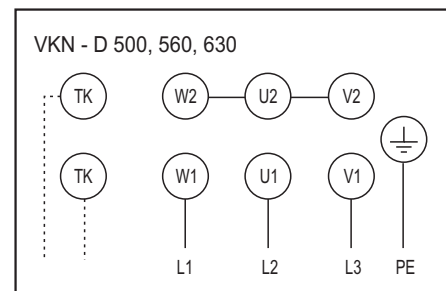 VKN - D 500, 560, 630
TK W2 U2 V2
TK W1 U1 V1
L1 L2 L3 PE